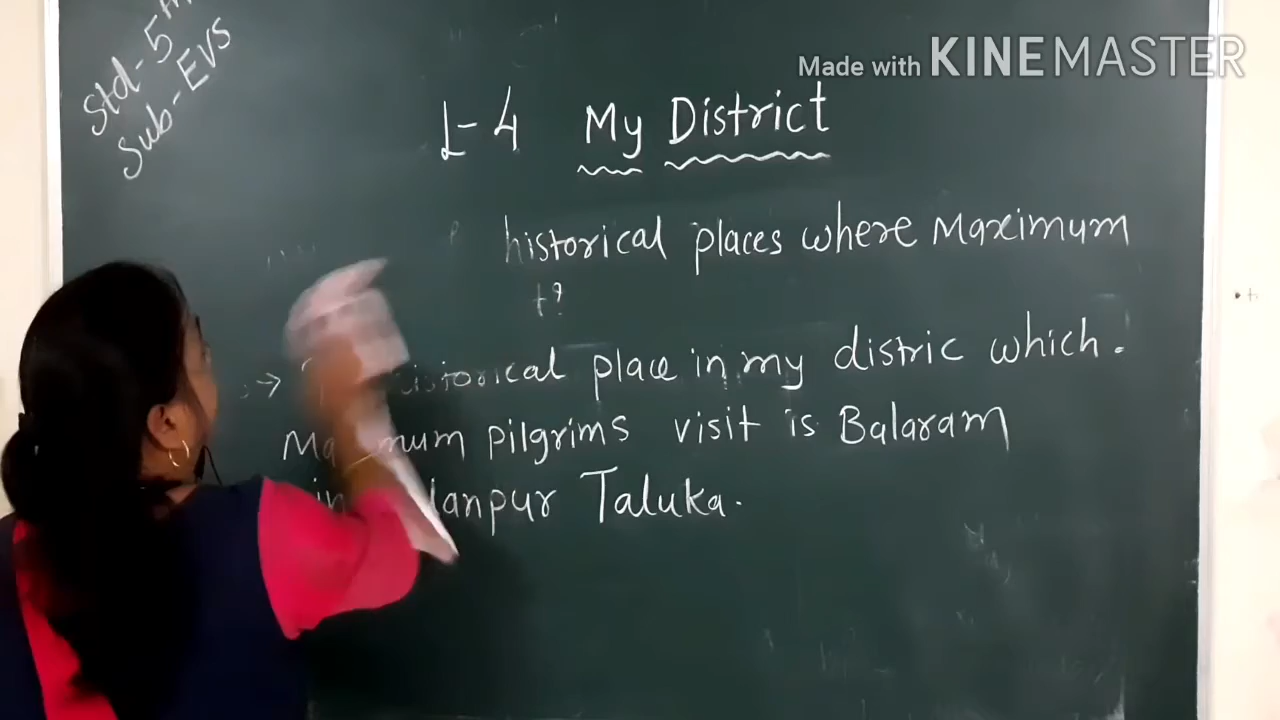 Made with KINEMASTER
Std-5th
Sub-EVS
L-4 My District
historical places where Maximum
t?
historical place in my distric which.
Maximum pilgrims visit is Balaram
in Palanpur Taluka.